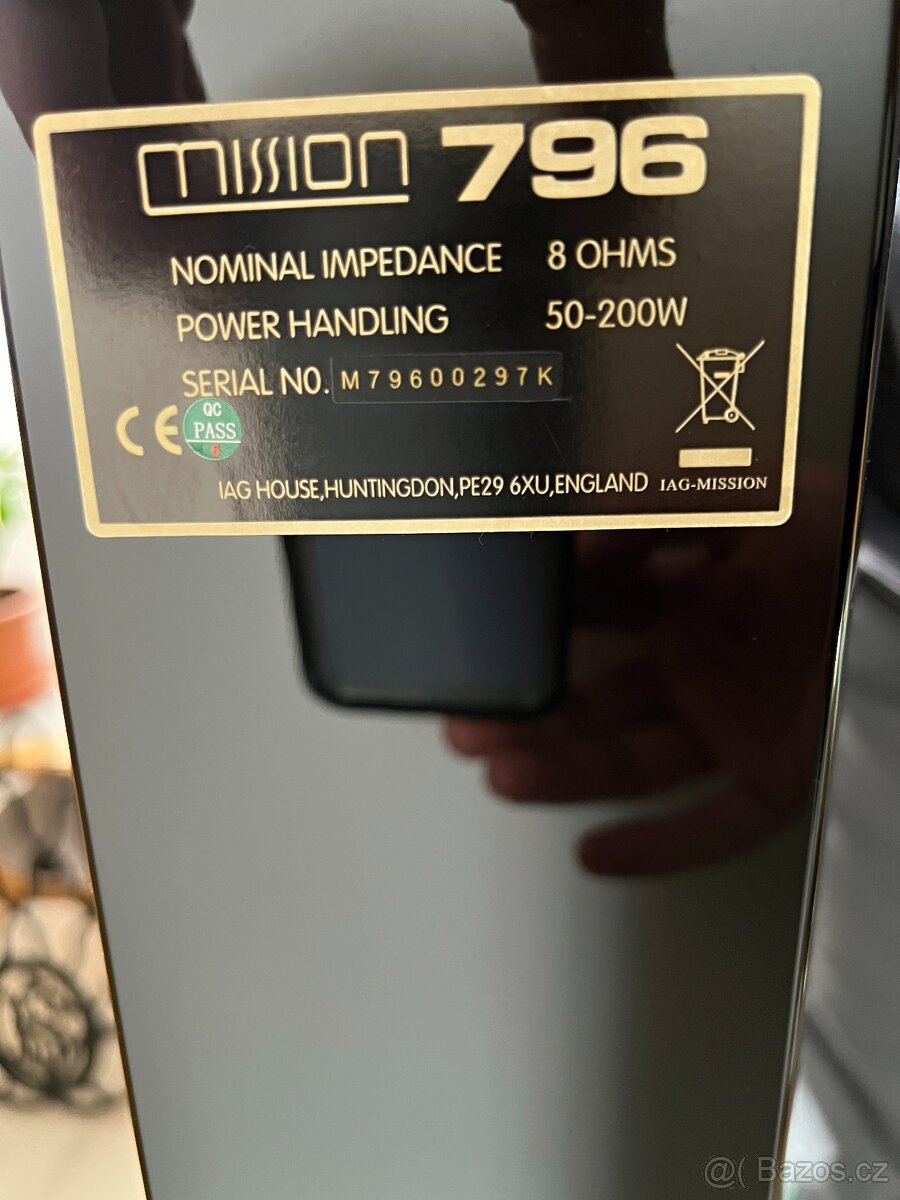 mission 796
NOMINAL IMPEDANCE 8 OHMS
POWER HANDLING 50-200W
SERIAL NO. M79600297K
CE
QC
PASS
6
IAG HOUSE,HUNTINGDON,PE29 6XU,ENGLAND
IAG-MISSION
@( Bazos.cz